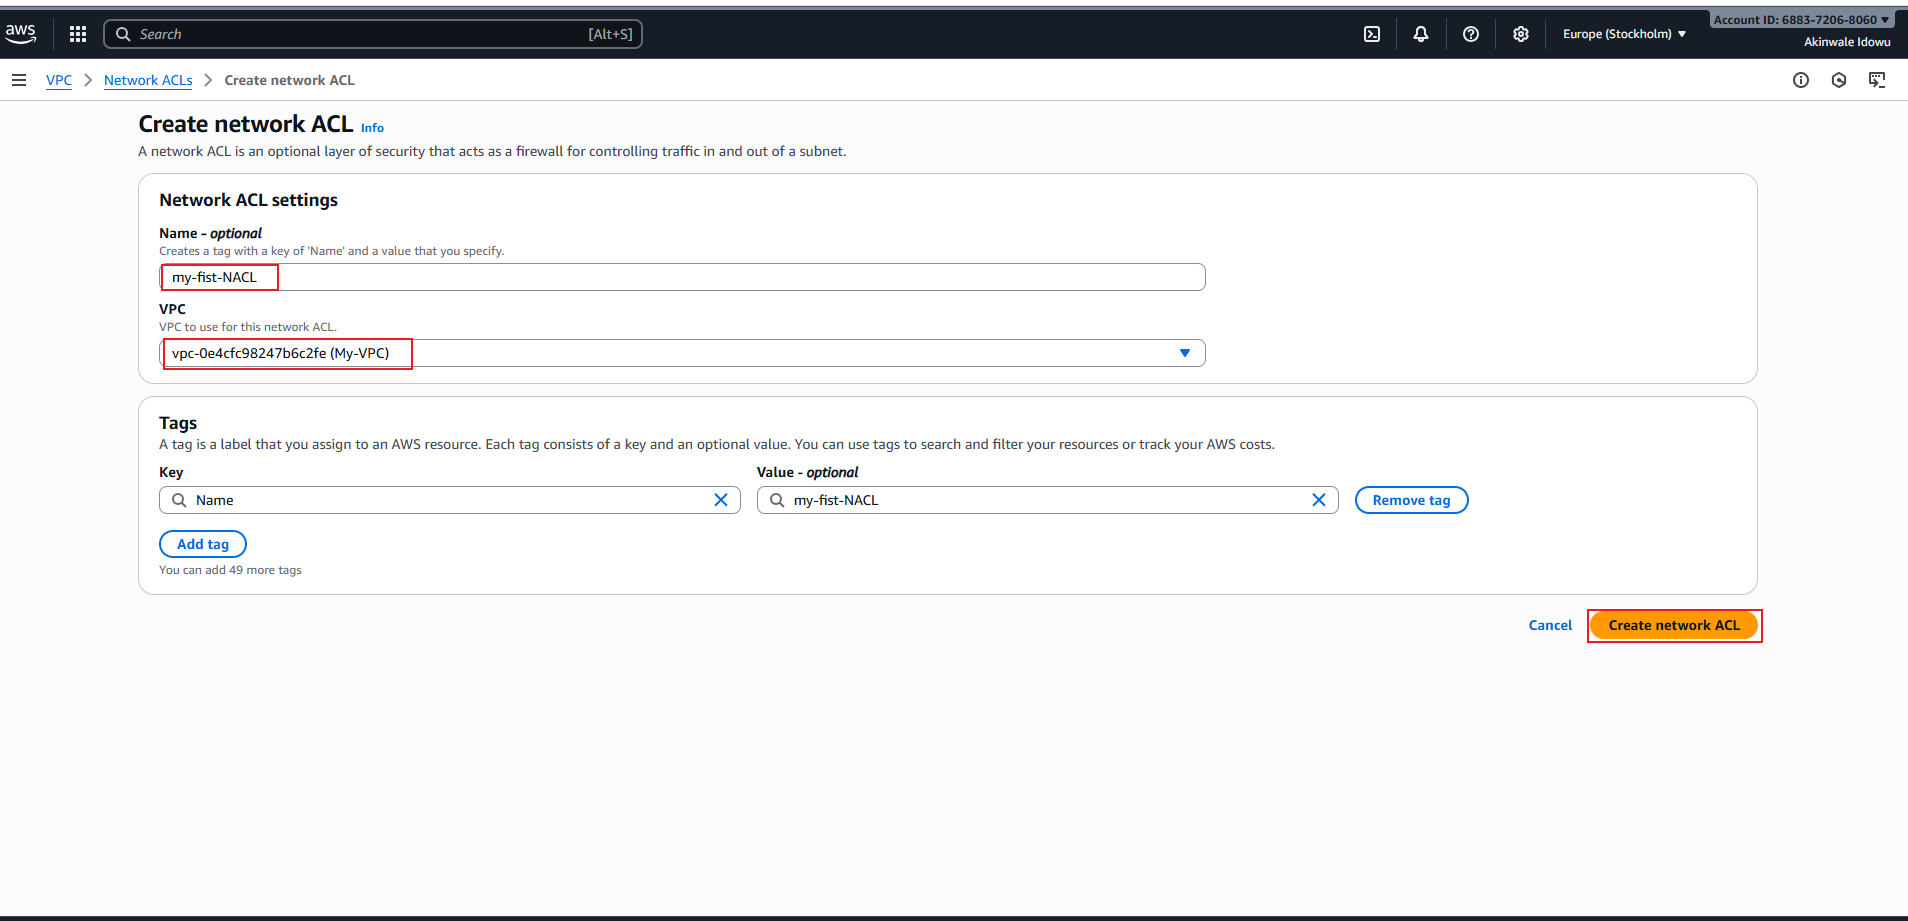 aws
Search [Alt+S]
Europe (Stockholm)
Account ID: 6883-7206-8060
Akinwale Idowu
VPC
Network ACLs
Create network ACL
Create network ACL Info
A network ACL is an optional layer of security that acts as a firewall for controlling traffic in and out of a subnet.
Network ACL settings
Name - optional
Creates a tag with a key of 'Name' and a value that you specify.
my-fist-NACL
VPC
VPC to use for this network ACL.
vpc-0e4cfc98247b6c2fe (My-VPC)
Tags
A tag is a label that you assign to an AWS resource. Each tag consists of a key and an optional value. You can use tags to search and filter your resources or track your AWS costs.
Key
Value - optional
Name
my-fist-NACL
Remove tag
Add tag
You can add 49 more tags
Cancel
Create network ACL